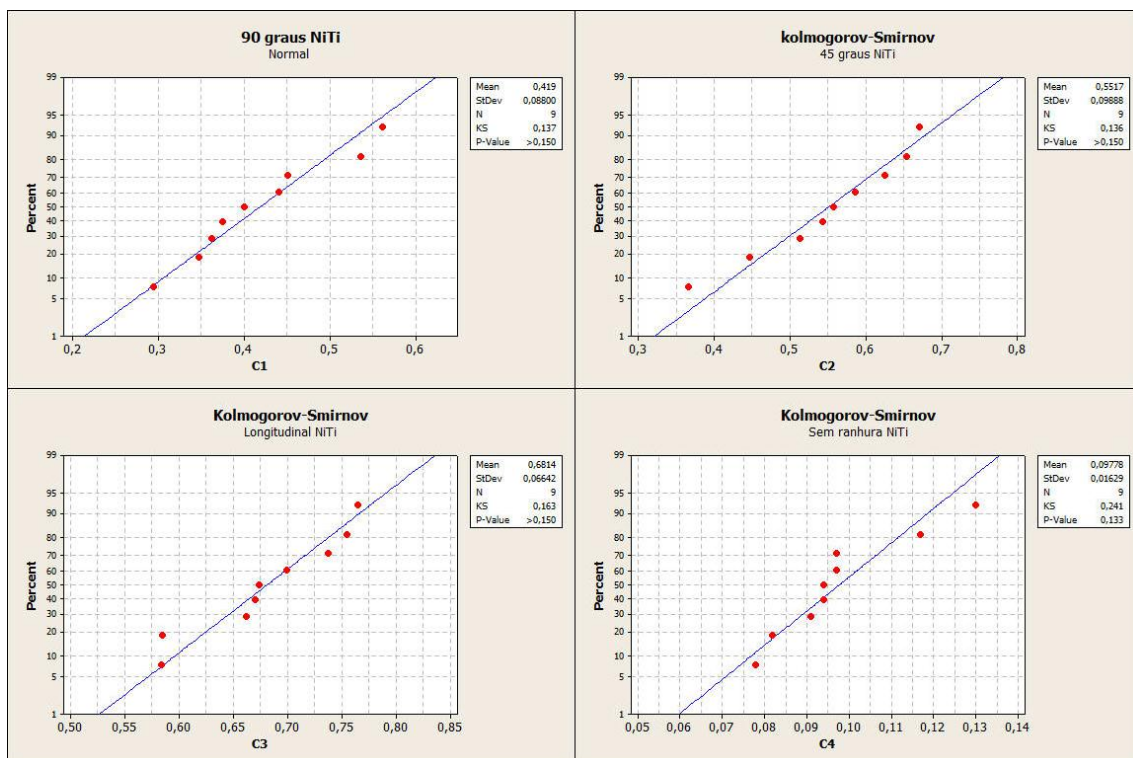 90 graus NiTi
Normal
Mean 0,419
StDev 0,08800
N 9
KS 0,137
P-Value >0,150
Percent
99
95
90
80
70
60
50
40
30
20
10
5
1
0,2 0,3 0,4 0,5 0,6
C1
kolmogorov-Smirnov
45 graus NiTi
Mean 0,5517
StDev 0,09888
N 9
KS 0,136
P-Value >0,150
Percent
99
95
90
80
70
60
50
40
30
20
10
5
1
0,3 0,4 0,5 0,6 0,7 0,8
C2
Kolmogorov-Smirnov
Longitudinal NiTi
Mean 0,6814
StDev 0,06642
N 9
KS 0,163
P-Value >0,150
Percent
99
95
90
80
70
60
50
40
30
20
10
5
1
0,50 0,55 0,60 0,65 0,70 0,75 0,80 0,85
C3
Kolmogorov-Smirnov
Sem ranhura NiTi
Mean 0,09778
StDev 0,01629
N 9
KS 0,241
P-Value 0,133
Percent
99
95
90
80
70
60
50
40
30
20
10
5
1
0,05 0,06 0,07 0,08 0,09 0,10 0,11 0,12 0,13 0,14
C4